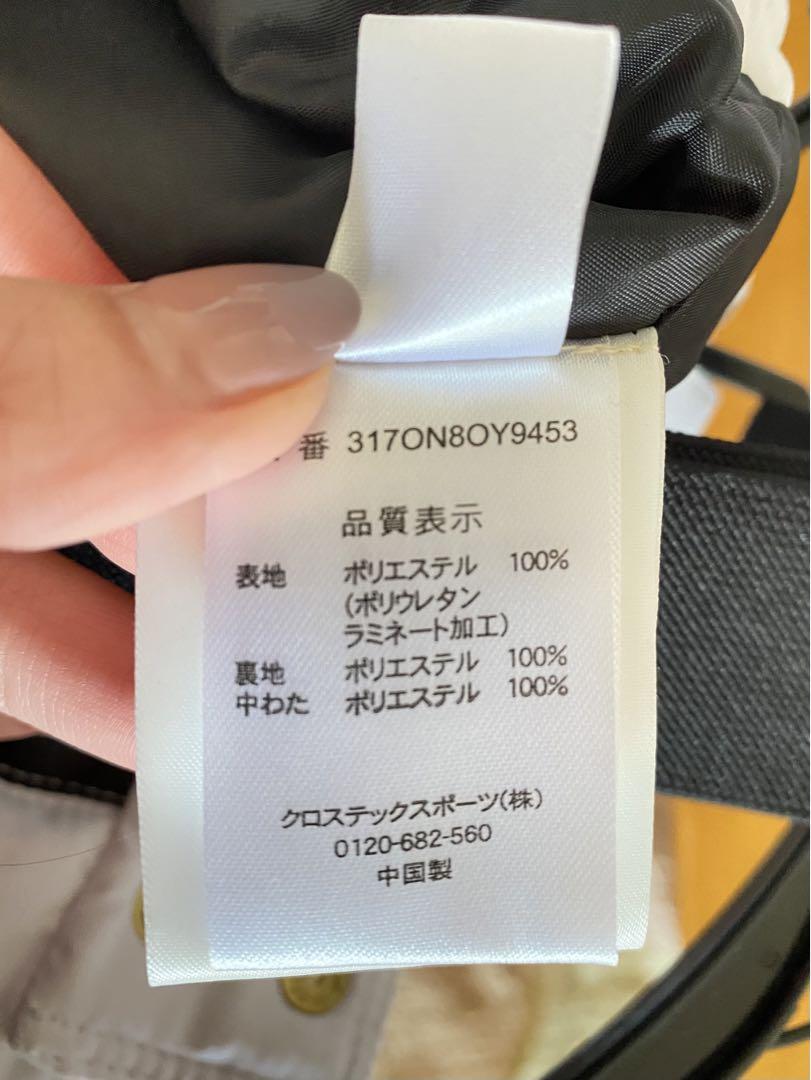 番 317ON8OY9453
品質表示
表地 ポリエステル 100%
(ポリウレタン
ラミネート加工)
裏地 ポリエステル 100%
中わた ポリエステル 100%
クロステックスポーツ(株)
0120-682-560
中国製